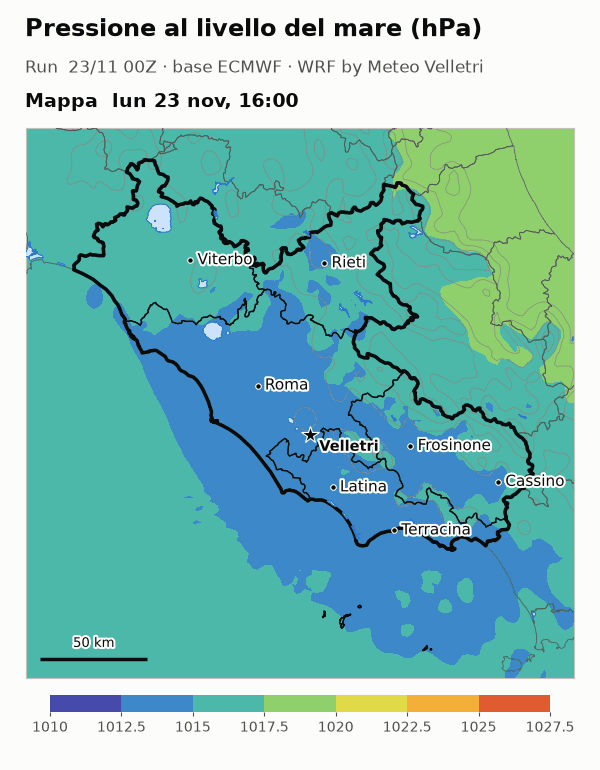 Pressione al livello del mare (hPa)
Run  23/11 00Z · base ECMWF · WRF by Meteo Velletri
Mappa  lun 23 nov, 16:00
Viterbo
Rieti
Roma
Velletri
Frosinone
Latina
Cassino
Terracina
50 km
1010 1012.5 1015 1017.5 1020 1022.5 1025 1027.5